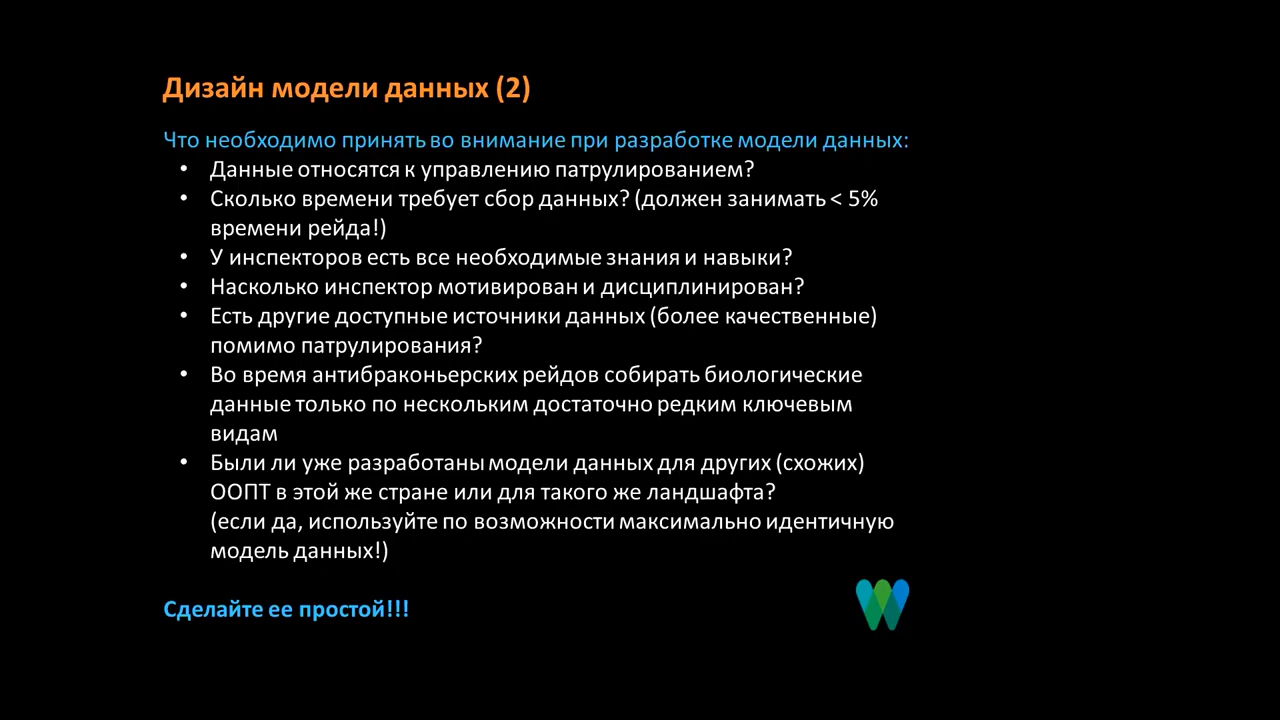 Дизайн модели данных (2)
Что необходимо принять во внимание при разработке модели данных:
• Данные относятся к управлению патрулированием?
• Сколько времени требует сбор данных? (должен занимать < 5%
времени рейда!)
• У инспекторов есть все необходимые знания и навыки?
• Насколько инспектор мотивирован и дисциплинирован?
• Есть другие доступные источники данных (более качественные)
помимо патрулирования?
• Во время антибраконьерских рейдов собирать биологические
данные только по нескольким достаточно редким ключевым
видам
• Были ли уже разработаны модели данных для других (схожих)
ООПТ в этой же стране или для такого же ландшафта?
(если да, используйте по возможности максимально идентичную
модель данных!)
Сделайте ее простой!!!